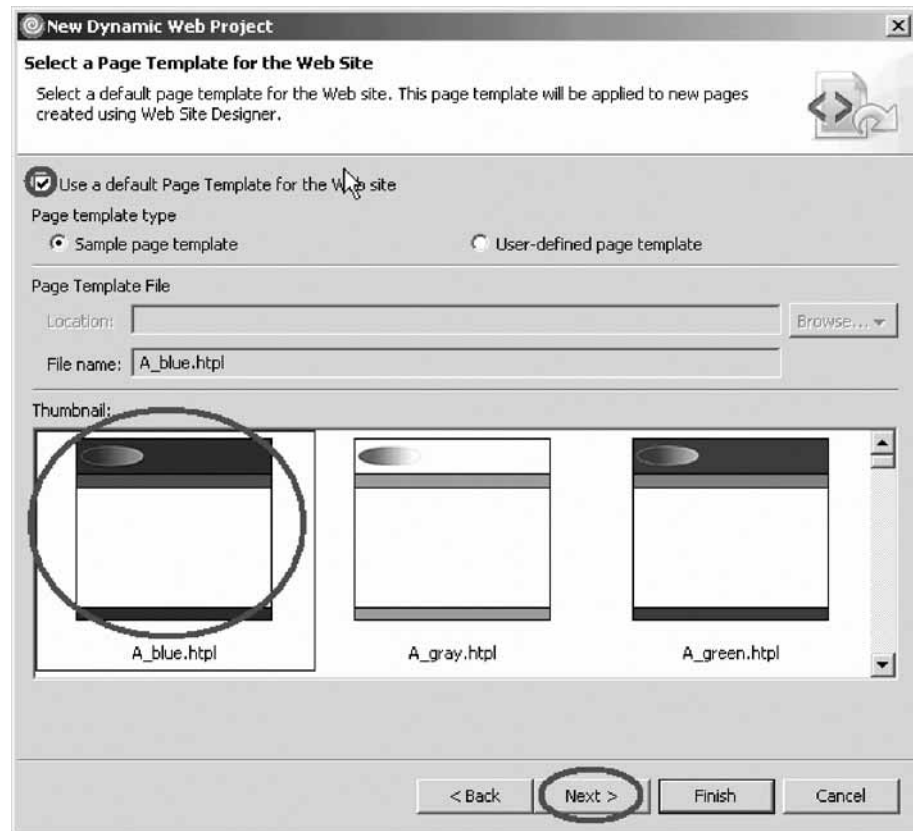 New Dynamic Web Project
Select a Page Template for the Web Site
Select a default page template for the Web site. This page template will be applied to new pages
created using Web Site Designer.
Use a default Page Template for the Web site
Page template type
Sample page template
User-defined page template
Page Template File
Location:
Browse...
File name: A_blue.htpl
Thumbnail:
A_blue.htpl
A_gray.htpl
A_green.htpl
< Back
Next >
Finish
Cancel